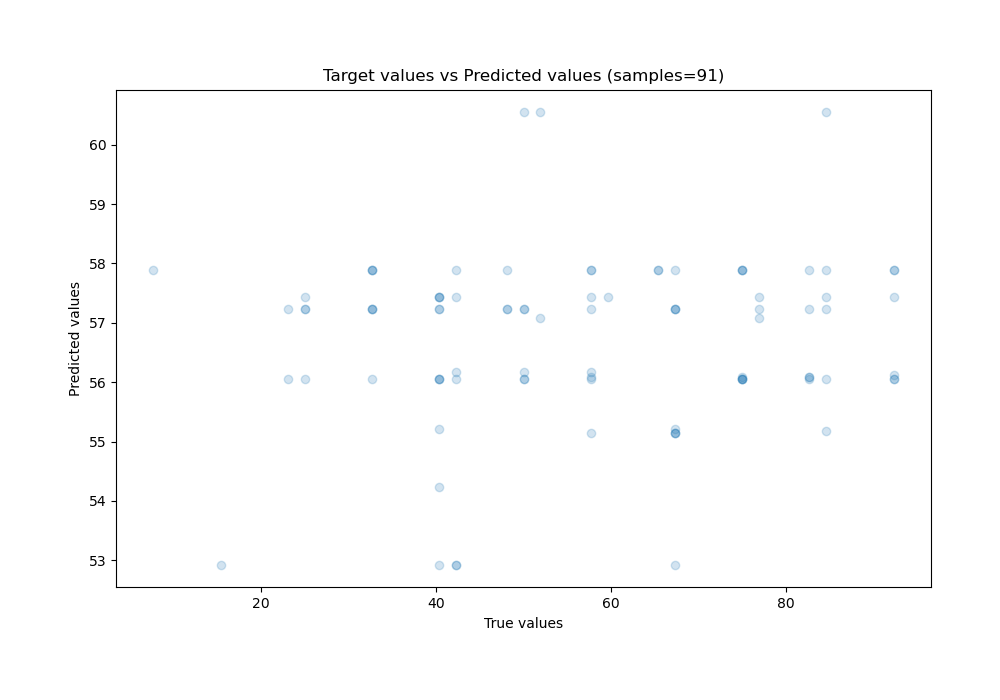 Target values vs Predicted values (samples=91)
Predicted values
60
59
58
57
56
55
54
53
20 40 60 80
True values